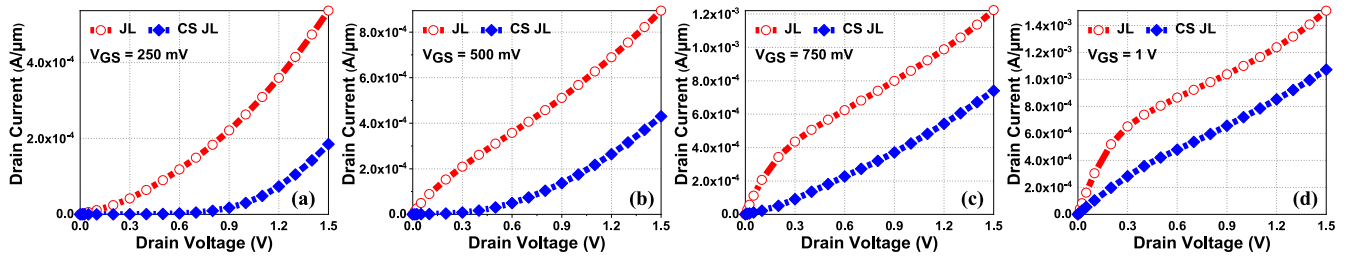 Drain Current (A/µm)
4.0x10⁻⁴
2.0x10⁻⁴
0.0
JL CS JL
VGS = 250 mV
(a)
0.0 0.3 0.6 0.9 1.2 1.5
Drain Voltage (V)
Drain Current (A/µm)
8.0x10⁻⁴
6.0x10⁻⁴
4.0x10⁻⁴
2.0x10⁻⁴
0.0
JL CS JL
VGS = 500 mV
(b)
0.0 0.3 0.6 0.9 1.2 1.5
Drain Voltage (V)
Drain Current (A/µm)
1.2x10⁻³
1.0x10⁻³
8.0x10⁻⁴
6.0x10⁻⁴
4.0x10⁻⁴
2.0x10⁻⁴
0.0
JL CS JL
VGS = 750 mV
(c)
0.0 0.3 0.6 0.9 1.2 1.5
Drain Voltage (V)
Drain Current (A/µm)
1.4x10⁻³
1.2x10⁻³
1.0x10⁻³
8.0x10⁻⁴
6.0x10⁻⁴
4.0x10⁻⁴
2.0x10⁻⁴
0.0
JL CS JL
VGS = 1 V
(d)
0.0 0.3 0.6 0.9 1.2 1.5
Drain Voltage (V)